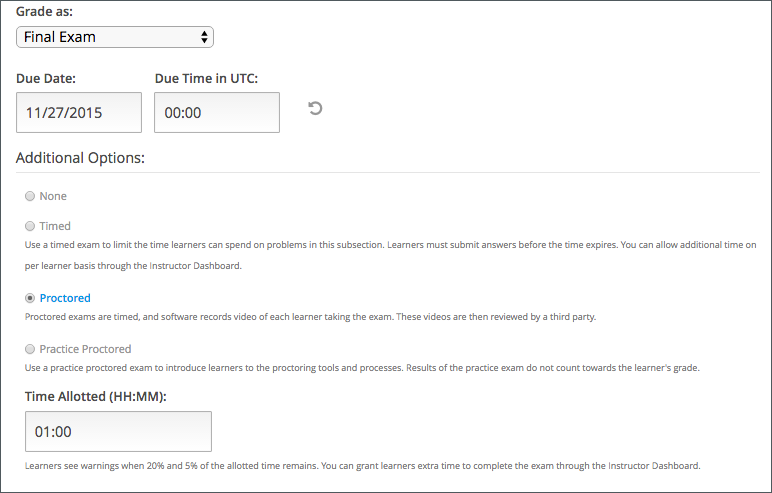 Grade as:
Final Exam
Due Date: Due Time in UTC:
11/27/2015 00:00
Additional Options:
None
Timed
Use a timed exam to limit the time learners can spend on problems in this subsection. Learners must submit answers before the time expires. You can allow additional time on
per learner basis through the Instructor Dashboard.
Proctored
Proctored exams are timed, and software records video of each learner taking the exam. These videos are then reviewed by a third party.
Practice Proctored
Use a practice proctored exam to introduce learners to the proctoring tools and processes. Results of the practice exam do not count towards the learner's grade.
Time Allotted (HH:MM):
01:00
Learners see warnings when 20% and 5% of the allotted time remains. You can grant learners extra time to complete the exam through the Instructor Dashboard.